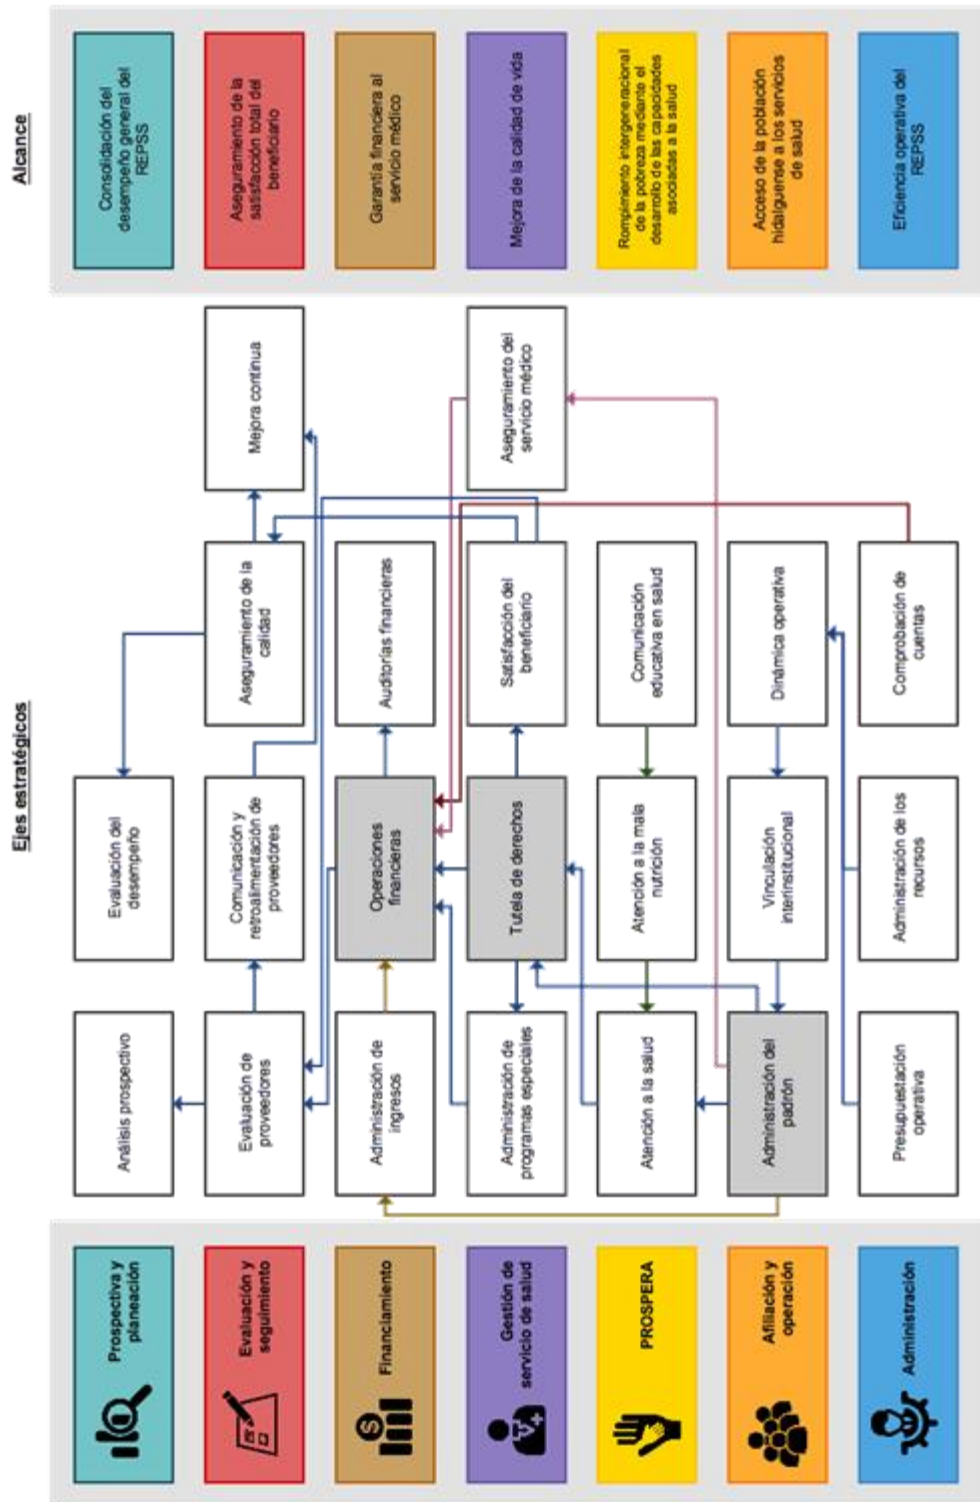 Ejes estratégicos
Alcance
Prospectiva y
planeación
Análisis prospectivo
Evaluación del
desempeño
Consolidación del
desempeño general del
REPSS
Evaluación y
seguimiento
Evaluación de
proveedores
Comunicación y
retroalimentación de
proveedores
Aseguramiento de la
calidad
Mejora continua
Aseguramiento de la
satisfacción total del
beneficiario
Financiamiento
Administración de
ingresos
Operaciones
financieras
Auditorías financieras
Garantía financiera al
servicio médico
Gestión de
servicio de salud
Administración de
programas especiales
Tutela de derechos
Satisfacción del
beneficiario
Aseguramiento del
servicio médico
Mejora de la calidad de vida
PROSPERA
Atención a la salud
Atención a la mala
nutrición
Comunicación
educativa en salud
Rompimiento intergeneracional
de la pobreza mediante el
desarrollo de las capacidades
asociadas a la salud
Afiliación y
operación
Administración del
padrón
Vinculación
interinstitucional
Dinámica operativa
Acceso de la población
hidalguense a los servicios
de salud
Administración
Presupuestación
operativa
Administración de los
recursos
Comprobación de
cuentas
Eficiencia operativa del
REPSS